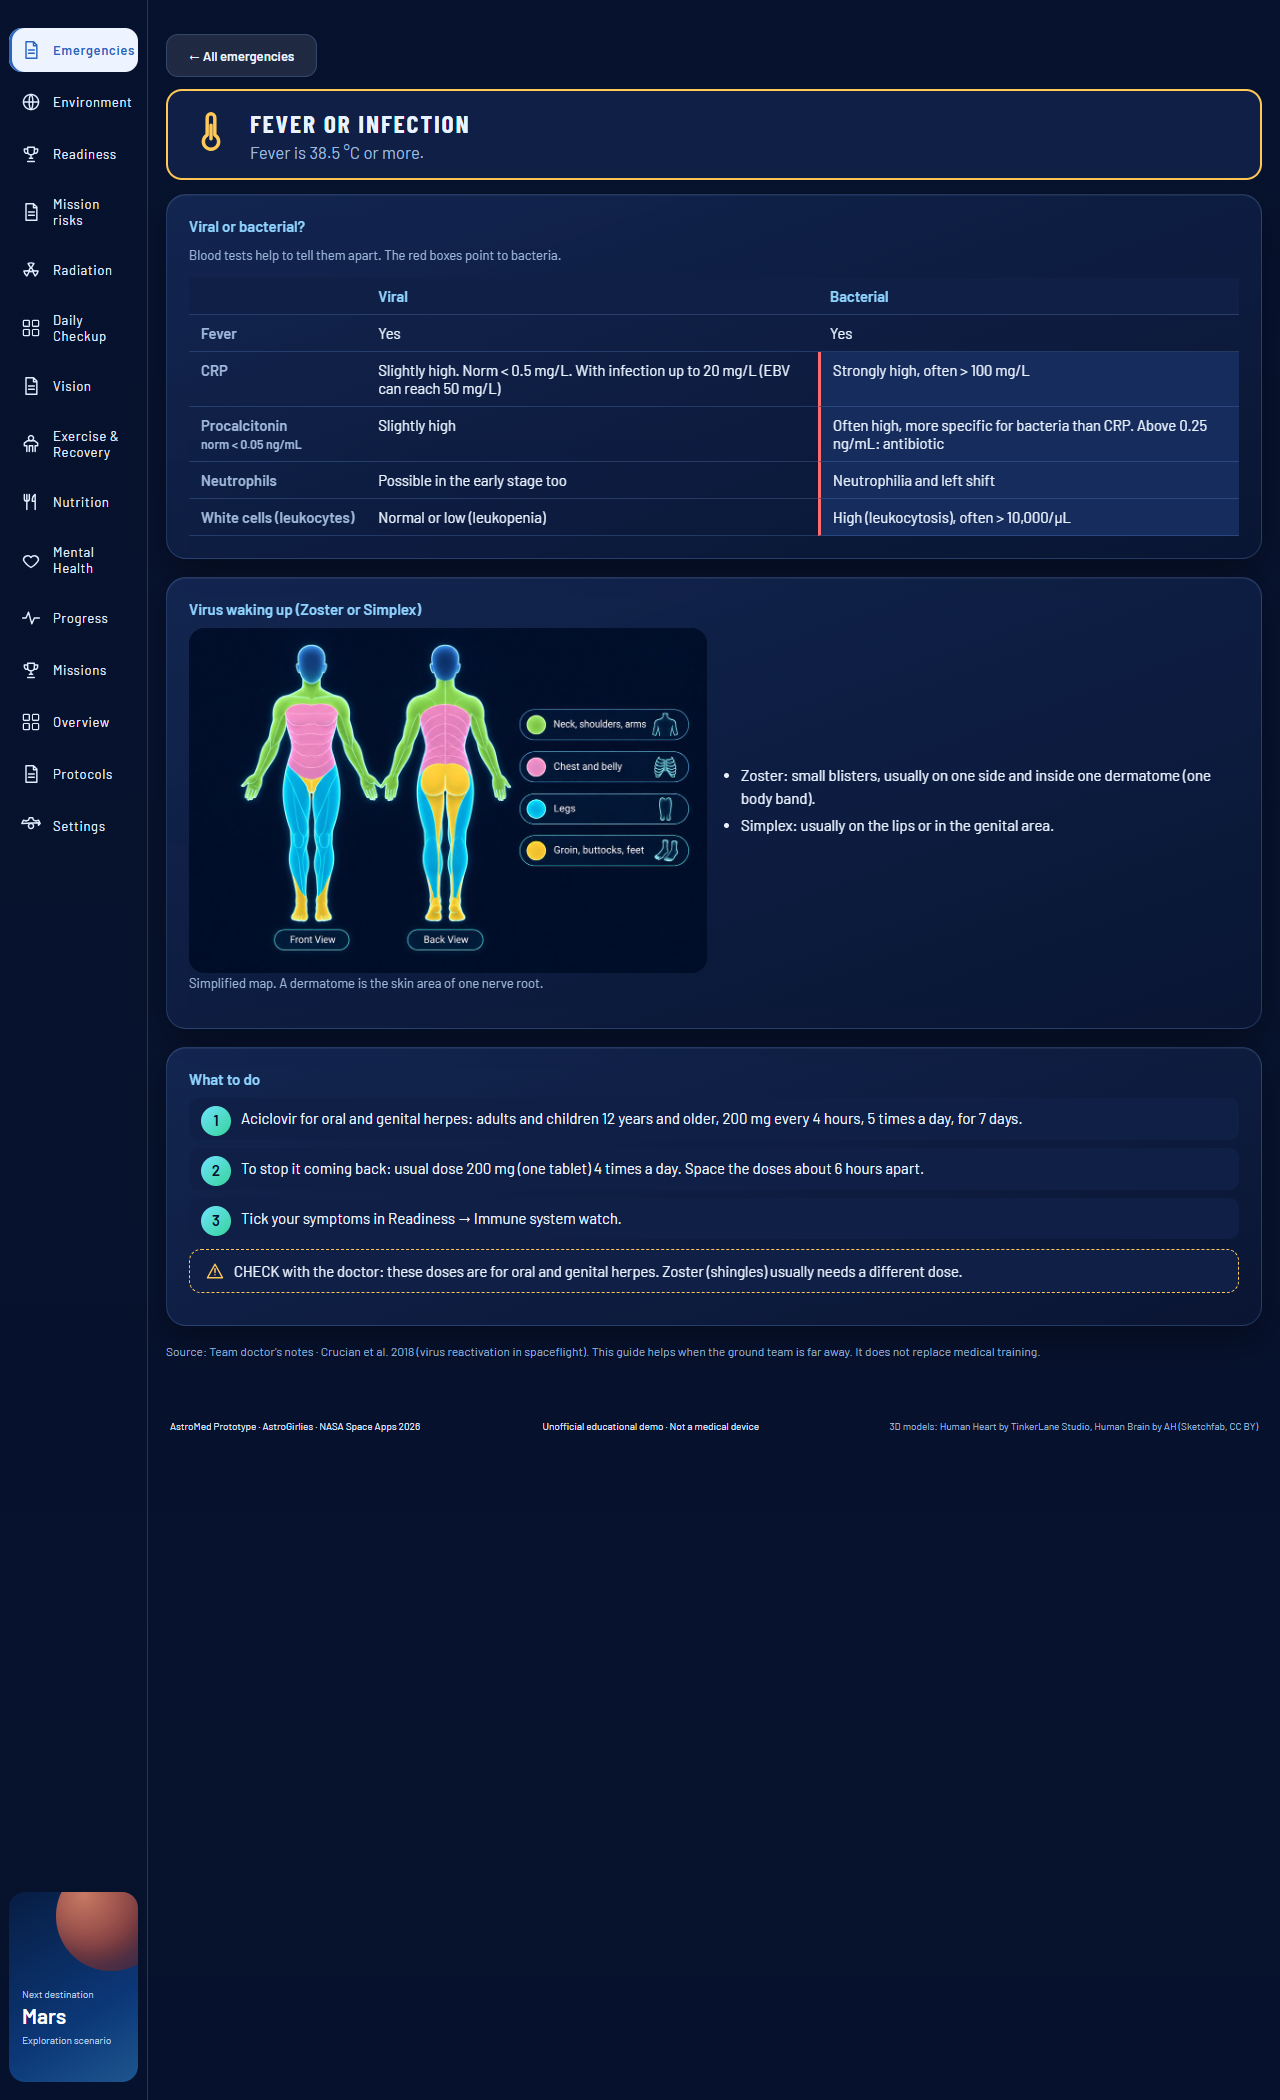 Emergencies
Environment
Readiness
Mission
risks
Radiation
Daily
Checkup
Vision
Exercise &
Recovery
Nutrition
Mental
Health
Progress
Missions
Overview
Protocols
Settings
Next destination
Mars
Exploration scenario
← All emergencies
FEVER OR INFECTION
Fever is 38.5 °C or more.
Viral or bacterial?
Blood tests help to tell them apart. The red boxes point to bacteria.
Viral Bacterial
Fever Yes Yes
CRP Slightly high. Norm < 0.5 mg/L. With infection up to 20 mg/L (EBV
can reach 50 mg/L) Strongly high, often > 100 mg/L
Procalcitonin
norm < 0.05 ng/mL
Slightly high
Often high, more specific for bacteria than CRP. Above 0.25
ng/mL: antibiotic
Neutrophils Possible in the early stage too Neutrophilia and left shift
White cells (leukocytes) Normal or low (leukopenia) High (leukocytosis), often > 10,000/µL
Virus waking up (Zoster or Simplex)
Neck, shoulders, arms
Chest and belly
Legs
Groin, buttocks, feet
Front View
Back View
Simplified map. A dermatome is the skin area of one nerve root.
• Zoster: small blisters, usually on one side and inside one dermatome (one
body band).
• Simplex: usually on the lips or in the genital area.
What to do
1 Aciclovir for oral and genital herpes: adults and children 12 years and older, 200 mg every 4 hours, 5 times a day, for 7 days.
2 To stop it coming back: usual dose 200 mg (one tablet) 4 times a day. Space the doses about 6 hours apart.
3 Tick your symptoms in Readiness → Immune system watch.
CHECK with the doctor: these doses are for oral and genital herpes. Zoster (shingles) usually needs a different dose.
Source: Team doctor's notes · Crucian et al. 2018 (virus reactivation in spaceflight). This guide helps when the ground team is far away. It does not replace medical training.
AstroMed Prototype · AstroGirlies · NASA Space Apps 2026
Unofficial educational demo · Not a medical device
3D models: Human Heart by TinkerLane Studio, Human Brain by AH (Sketchfab, CC BY)